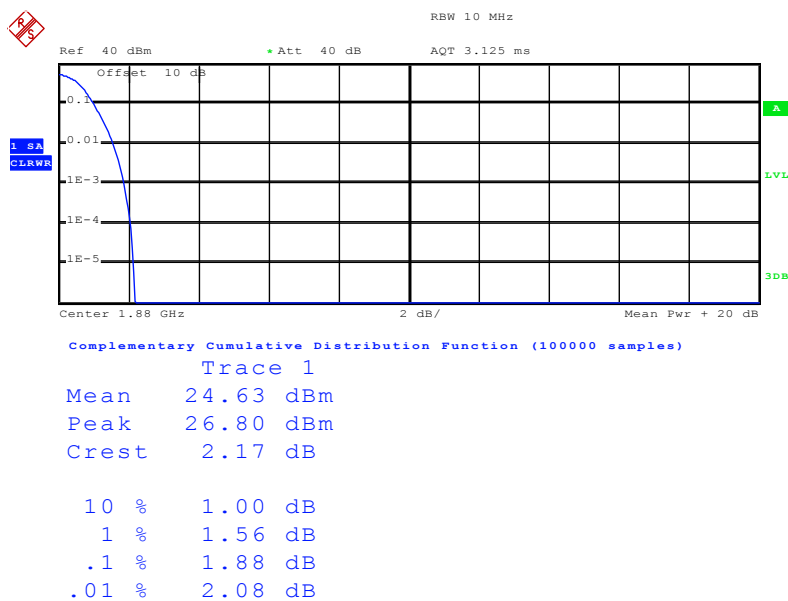 R S
RBW 10 MHz
Ref 40 dBm * Att 40 dB AQT 3.125 ms
Offset 10 dB
0.1
A
0.01
1 SA
CLRWR
1E-3
LVL
1E-4
1E-5
3DB
Center 1.88 GHz 2 dB/ Mean Pwr + 20 dB
Complementary Cumulative Distribution Function (100000 samples)
Trace 1
Mean 24.63 dBm
Peak 26.80 dBm
Crest 2.17 dB
10 % 1.00 dB
1 % 1.56 dB
.1 % 1.88 dB
.01 % 2.08 dB